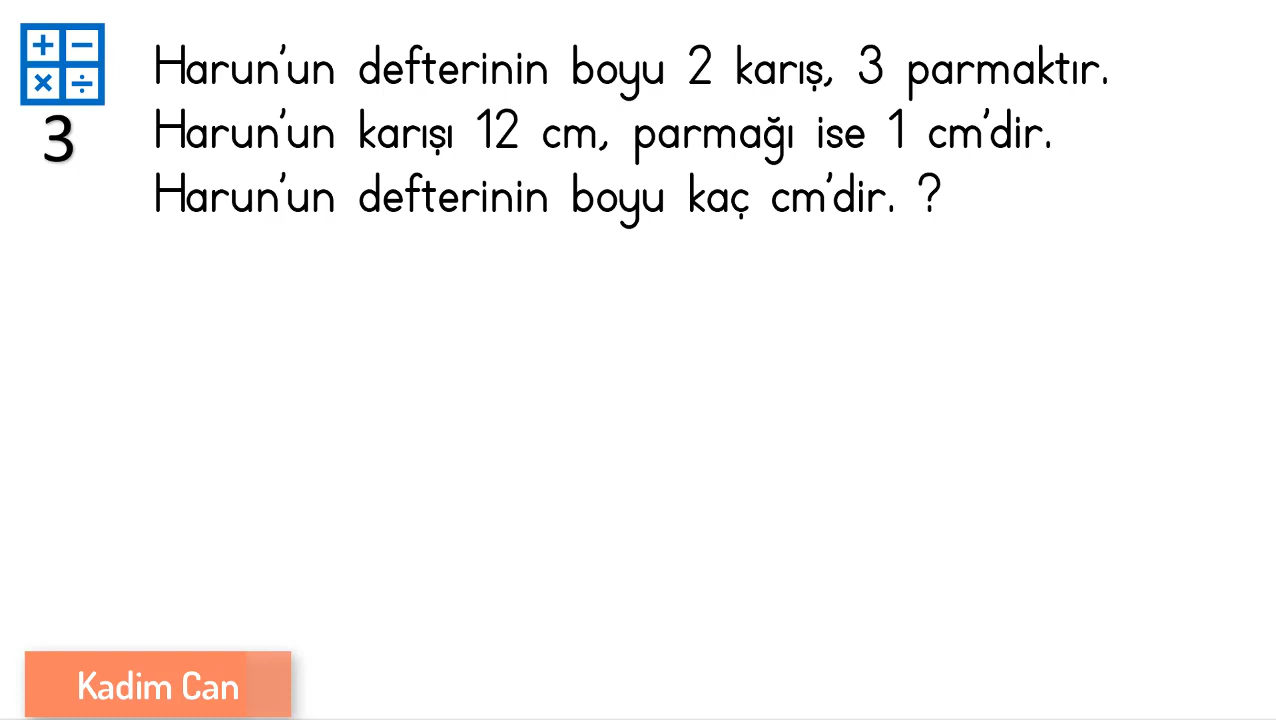 + −
× ÷
3
Harun’un defterinin boyu 2 karış, 3 parmaktır.
Harun’un karışı 12 cm, parmağı ise 1 cm’dir.
Harun’un defterinin boyu kaç cm’dir. ?
Kadim Can